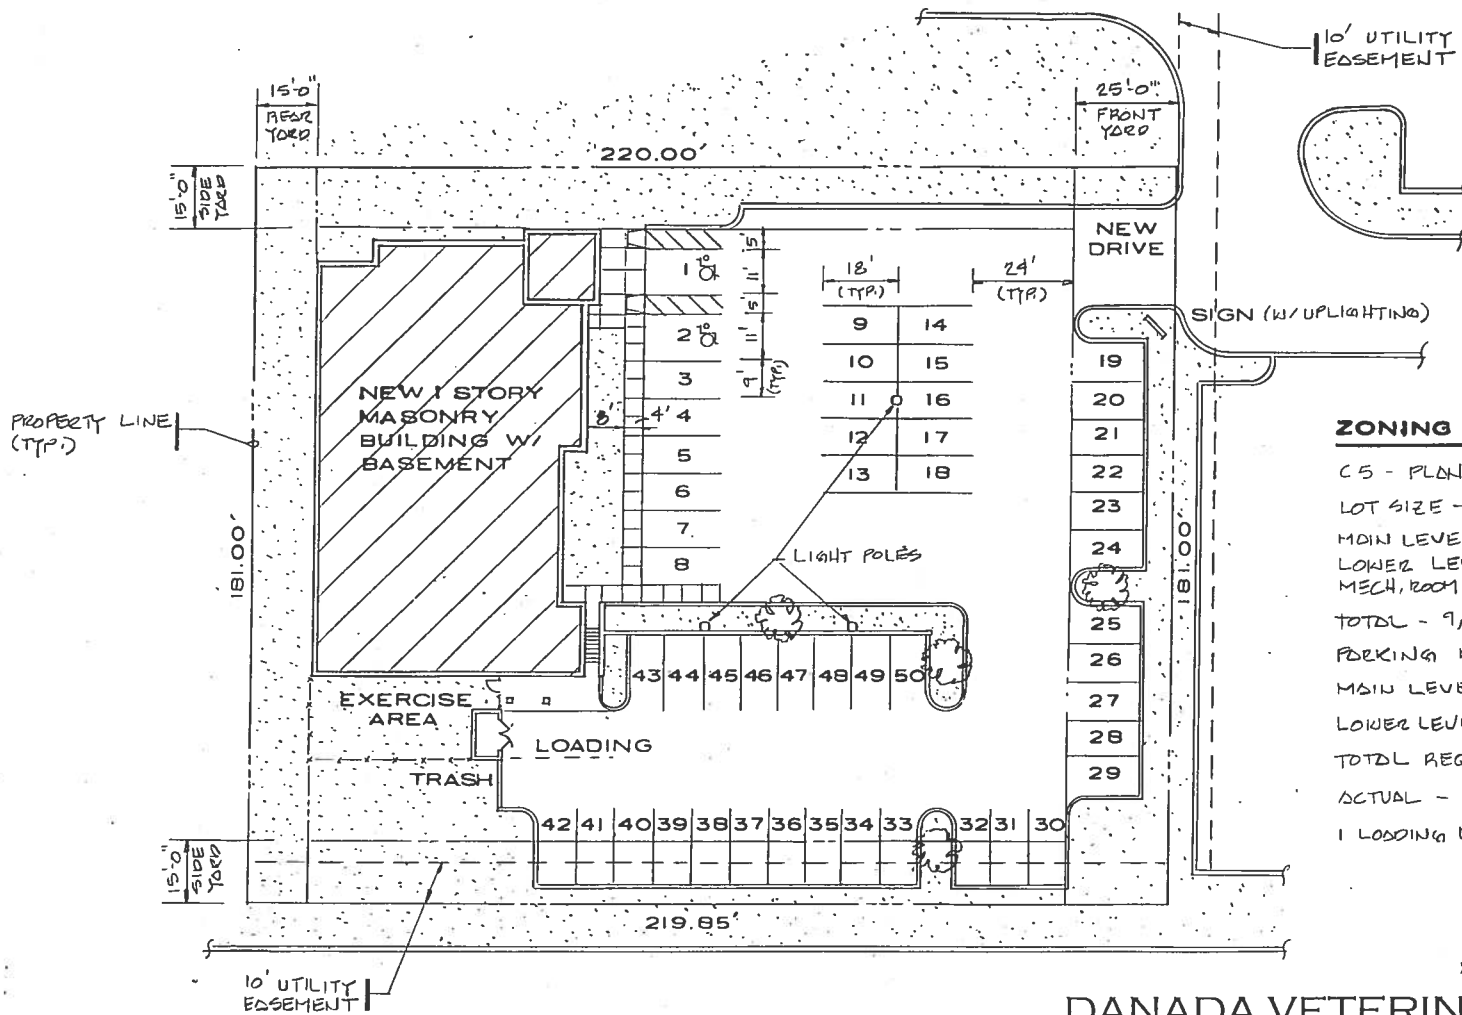 10' UTILITY
EASEMENT
15'-0"
REAR
YARD
25'-0"
FRONT
YARD
220.00'
15'-0"
SIDE
YARD
NEW
DRIVE
5'
1
11'
18'
(TYP.)
24'
(TYP.)
5'
2
11'
SIGN (W/UPLIGHTING)
9 14
19
3
9'
(TYP.)
10 15
NEW 1 STORY
MASONRY
BUILDING W/
BASEMENT
8'
4'
4
11 16
20
PROPERTY LINE
(TYP.)
12 17
21
5
13 18
22
6
23
7
24
8
LIGHT POLES
181.00'
181.00'
25
26
43 44 45 46 47 48 49 50
27
EXERCISE
AREA
28
LOADING
29
TRASH
42 41 40 39 38 37 36 35 34 33 32 31 30
15'-0"
SIDE
YARD
219.85'
10' UTILITY
EASEMENT
ZONING
C5 - PLAN
LOT SIZE -
MAIN LEVE
LOWER LE
MECH. ROOM
TOTAL - 9,
PARKING
MAIN LEVE
LOWER LEV
TOTAL REQ
ACTUAL -
1 LOADING
DANADA VETERIN